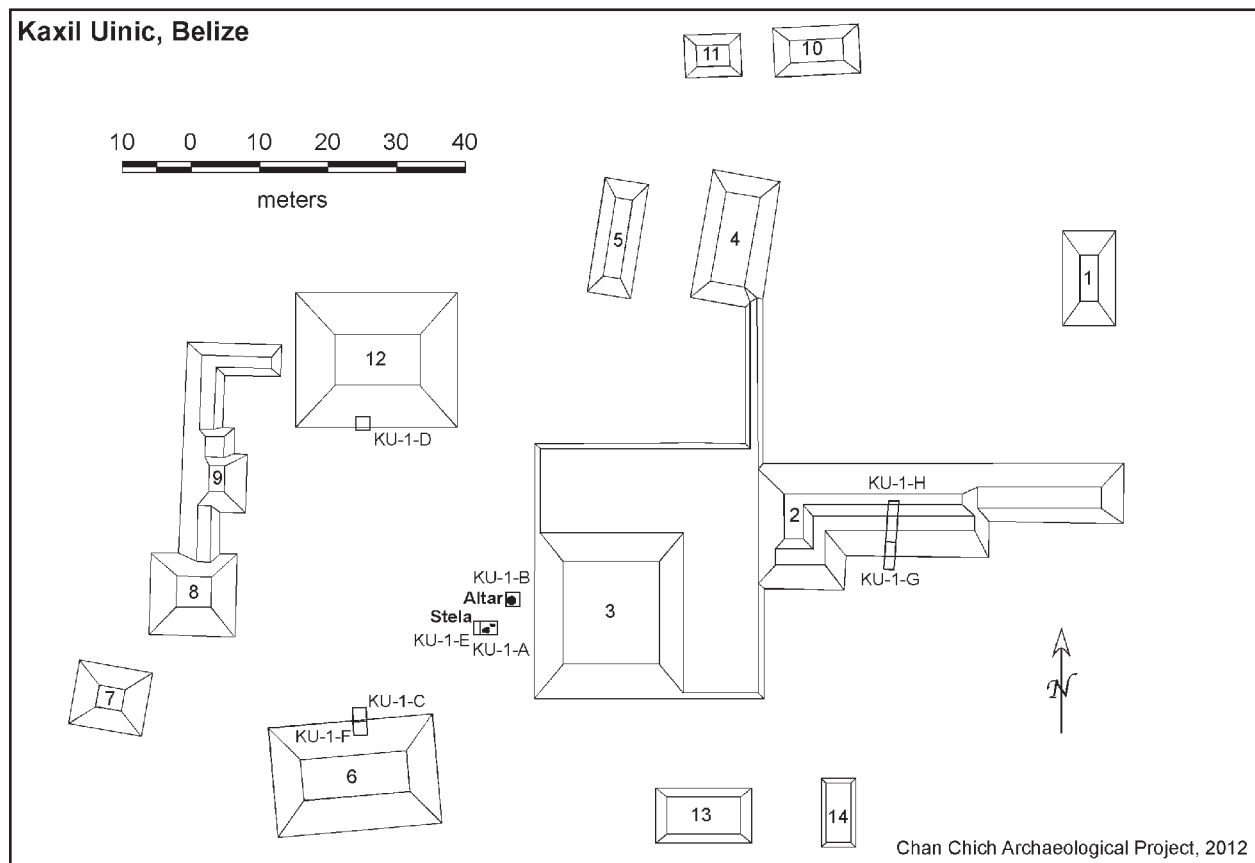 Kaxil Uinic, Belize
11
10
10 0 10 20 30 40
meters
5
4
1
12
KU-1-D
9
KU-1-H
2
KU-1-G
8
KU-1-B
Altar
Stela
KU-1-E KU-1-A
3
N
7
KU-1-C
KU-1-F
6
13
14
Chan Chich Archaeological Project, 2012